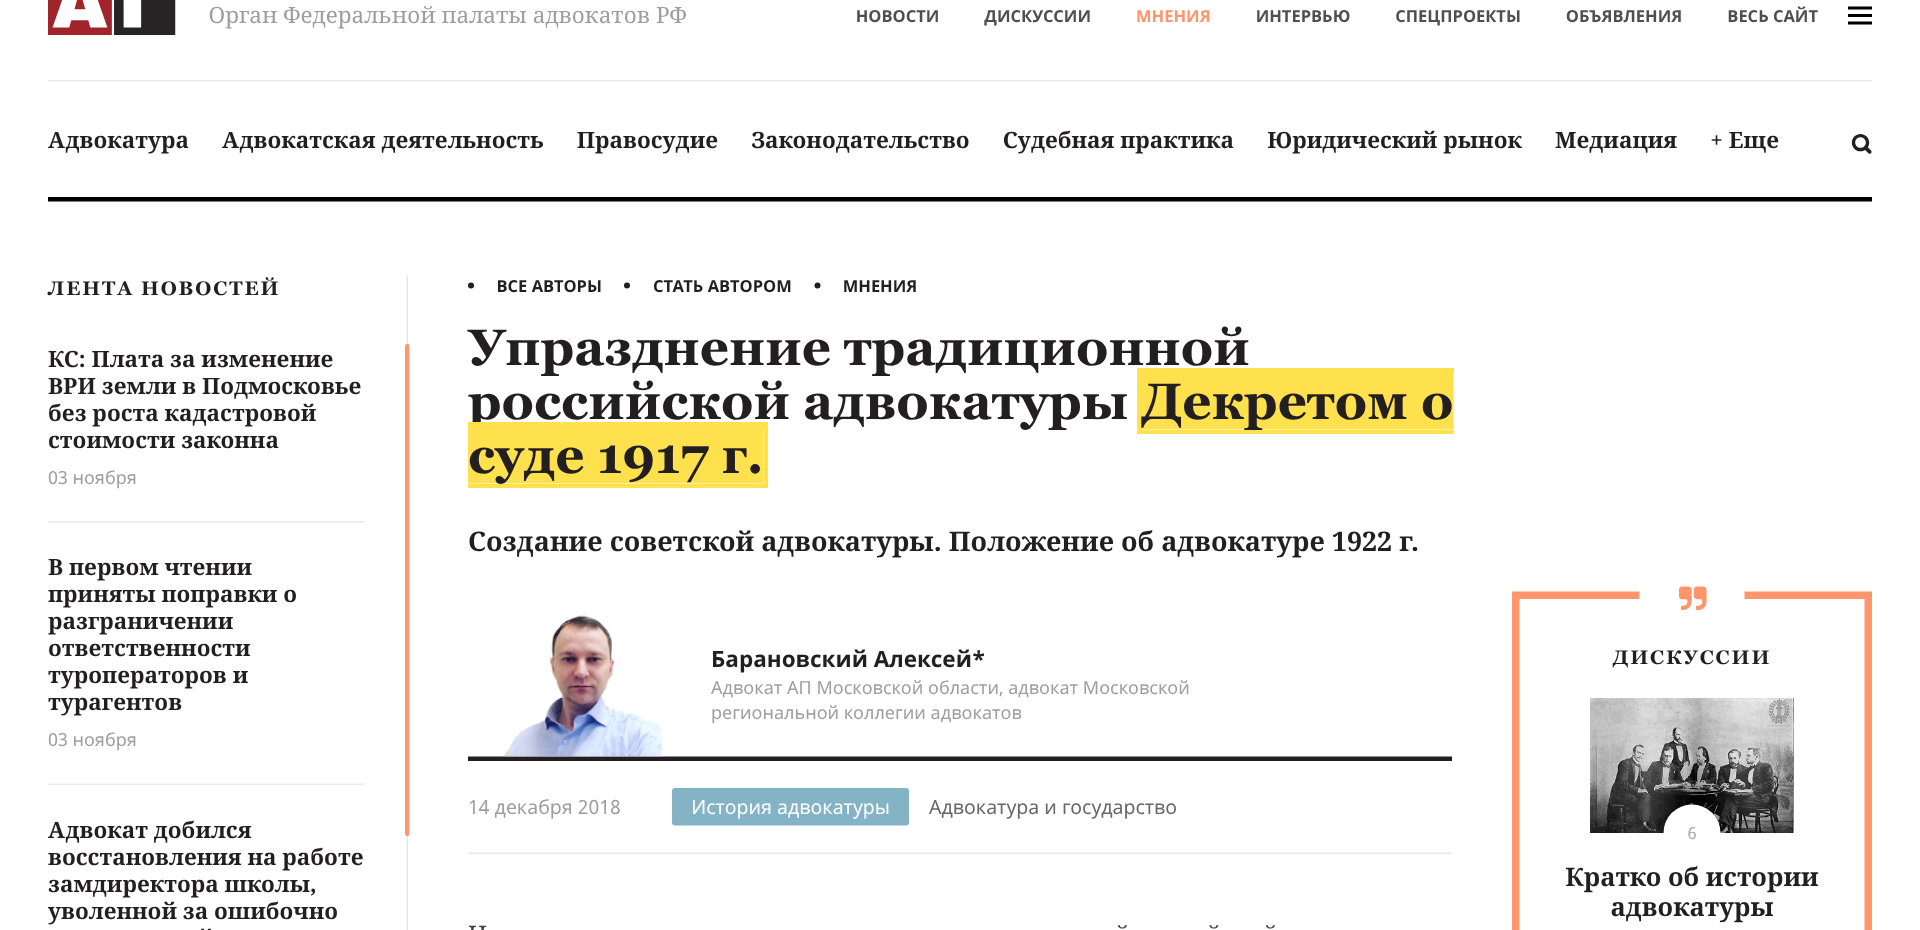 АГ
Орган Федеральной палаты адвокатов РФ
НОВОСТИ ДИСКУССИИ МНЕНИЯ ИНТЕРВЬЮ СПЕЦПРОЕКТЫ ОБЪЯВЛЕНИЯ ВЕСЬ САЙТ
Адвокатура Адвокатская деятельность Правосудие Законодательство Судебная практика Юридический рынок Медиация + Еще
ЛЕНТА НОВОСТЕЙ
КС: Плата за изменение
ВРИ земли в Подмосковье
без роста кадастровой
стоимости законна
03 ноября
В первом чтении
приняты поправки о
разграничении
ответственности
туроператоров и
турагентов
03 ноября
Адвокат добился
восстановления на работе
замдиректора школы,
уволенной за ошибочно
• ВСЕ АВТОРЫ • СТАТЬ АВТОРОМ • МНЕНИЯ
Упразднение традиционной
российской адвокатуры Декретом о
суде 1917 г.
Создание советской адвокатуры. Положение об адвокатуре 1922 г.
Барановский Алексей*
Адвокат АП Московской области, адвокат Московской
региональной коллегии адвокатов
14 декабря 2018 История адвокатуры Адвокатура и государство
ДИСКУССИИ
6
Кратко об истории
адвокатуры